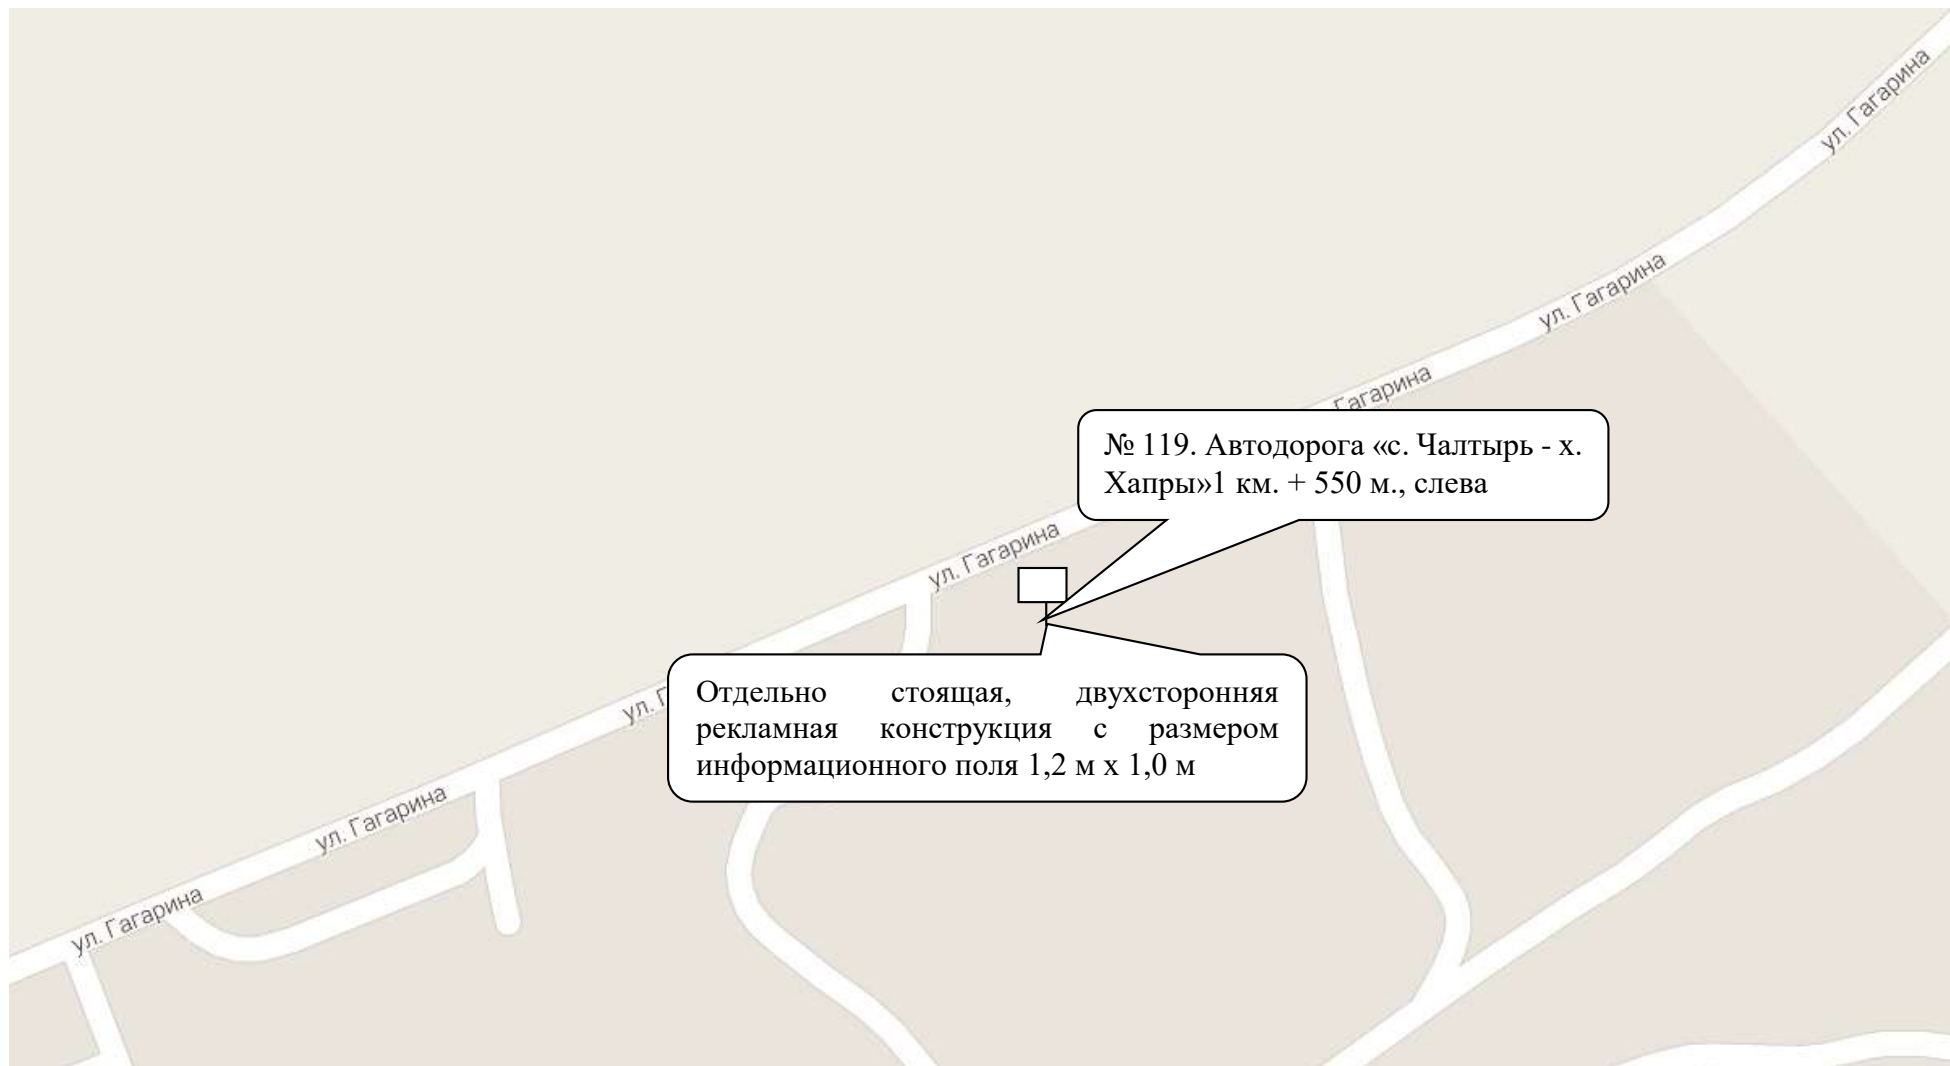 ул. Гагарина
ул. Гагарина
Гагарина
№ 119. Автодорога «с. Чалтырь - х.
Хапры»1 км. + 550 м., слева
ул. Гагарина
ул. Г
Отдельно стоящая, двухсторонняя
рекламная конструкция с размером
информационного поля 1,2 м х 1,0 м
ул. Гагарина
ул. Гагарина